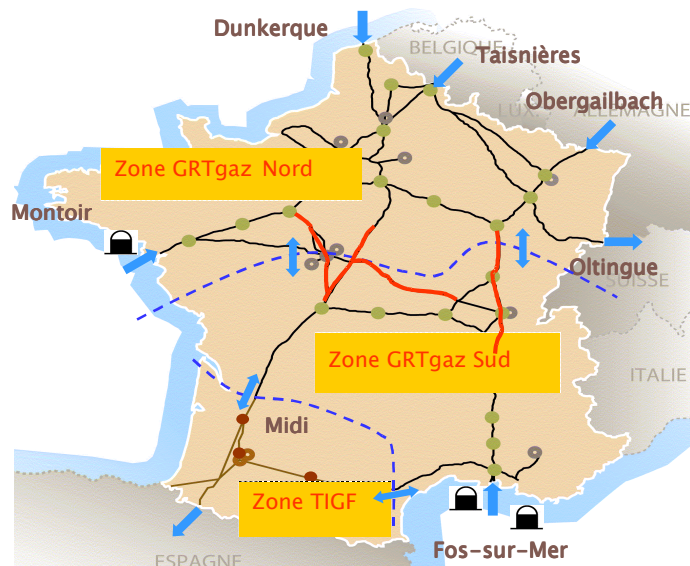 Dunkerque
BELGIQUE
Taisnières
Obergailbach
LUX.
ALLEMAGNE
Zone GRTgaz Nord
Montoir
Oltingue
SUISSE
Zone GRTgaz Sud
ITALIE
Midi
Zone TIGF
Fos-sur-Mer
ESPAGNE